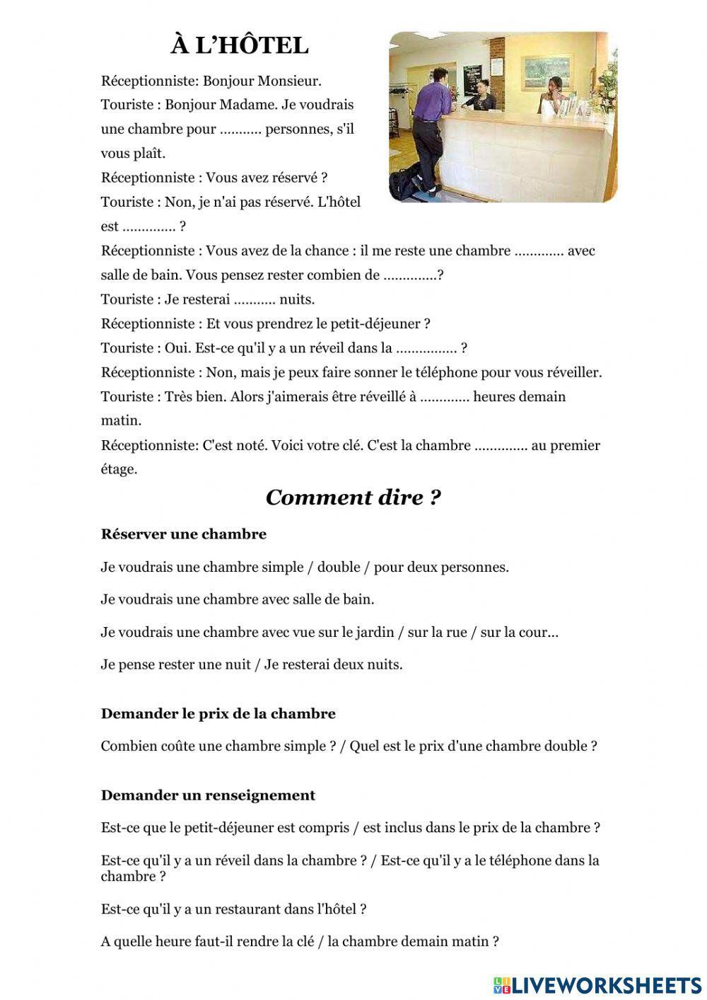 À L'HÔTEL
Réceptionniste: Bonjour Monsieur.
Touriste : Bonjour Madame. Je voudrais
une chambre pour ........... personnes, s'il
vous plaît.
Réceptionniste : Vous avez réservé ?
Touriste : Non, je n'ai pas réservé. L'hôtel
est .............. ?
Réceptionniste : Vous avez de la chance : il me reste une chambre ............. avec
salle de bain. Vous pensez rester combien de ..............?
Touriste : Je resterai ........... nuits.
Réceptionniste : Et vous prendrez le petit-déjeuner ?
Touriste : Oui. Est-ce qu'il y a un réveil dans la ................ ?
Réceptionniste : Non, mais je peux faire sonner le téléphone pour vous réveiller.
Touriste : Très bien. Alors j'aimerais être réveillé à ............. heures demain
matin.
Réceptionniste: C'est noté. Voici votre clé. C'est la chambre .............. au premier
étage.
Comment dire ?
Réserver une chambre
Je voudrais une chambre simple / double / pour deux personnes.
Je voudrais une chambre avec salle de bain.
Je voudrais une chambre avec vue sur le jardin / sur la rue / sur la cour...
Je pense rester une nuit / Je resterai deux nuits.
Demander le prix de la chambre
Combien coûte une chambre simple ? / Quel est le prix d'une chambre double ?
Demander un renseignement
Est-ce que le petit-déjeuner est compris / est inclus dans le prix de la chambre ?
Est-ce qu'il y a un réveil dans la chambre ? / Est-ce qu'il y a le téléphone dans la
chambre ?
Est-ce qu'il y a un restaurant dans l'hôtel ?
A quelle heure faut-il rendre la clé / la chambre demain matin ?
LIVE LIVEWORKSHEETS